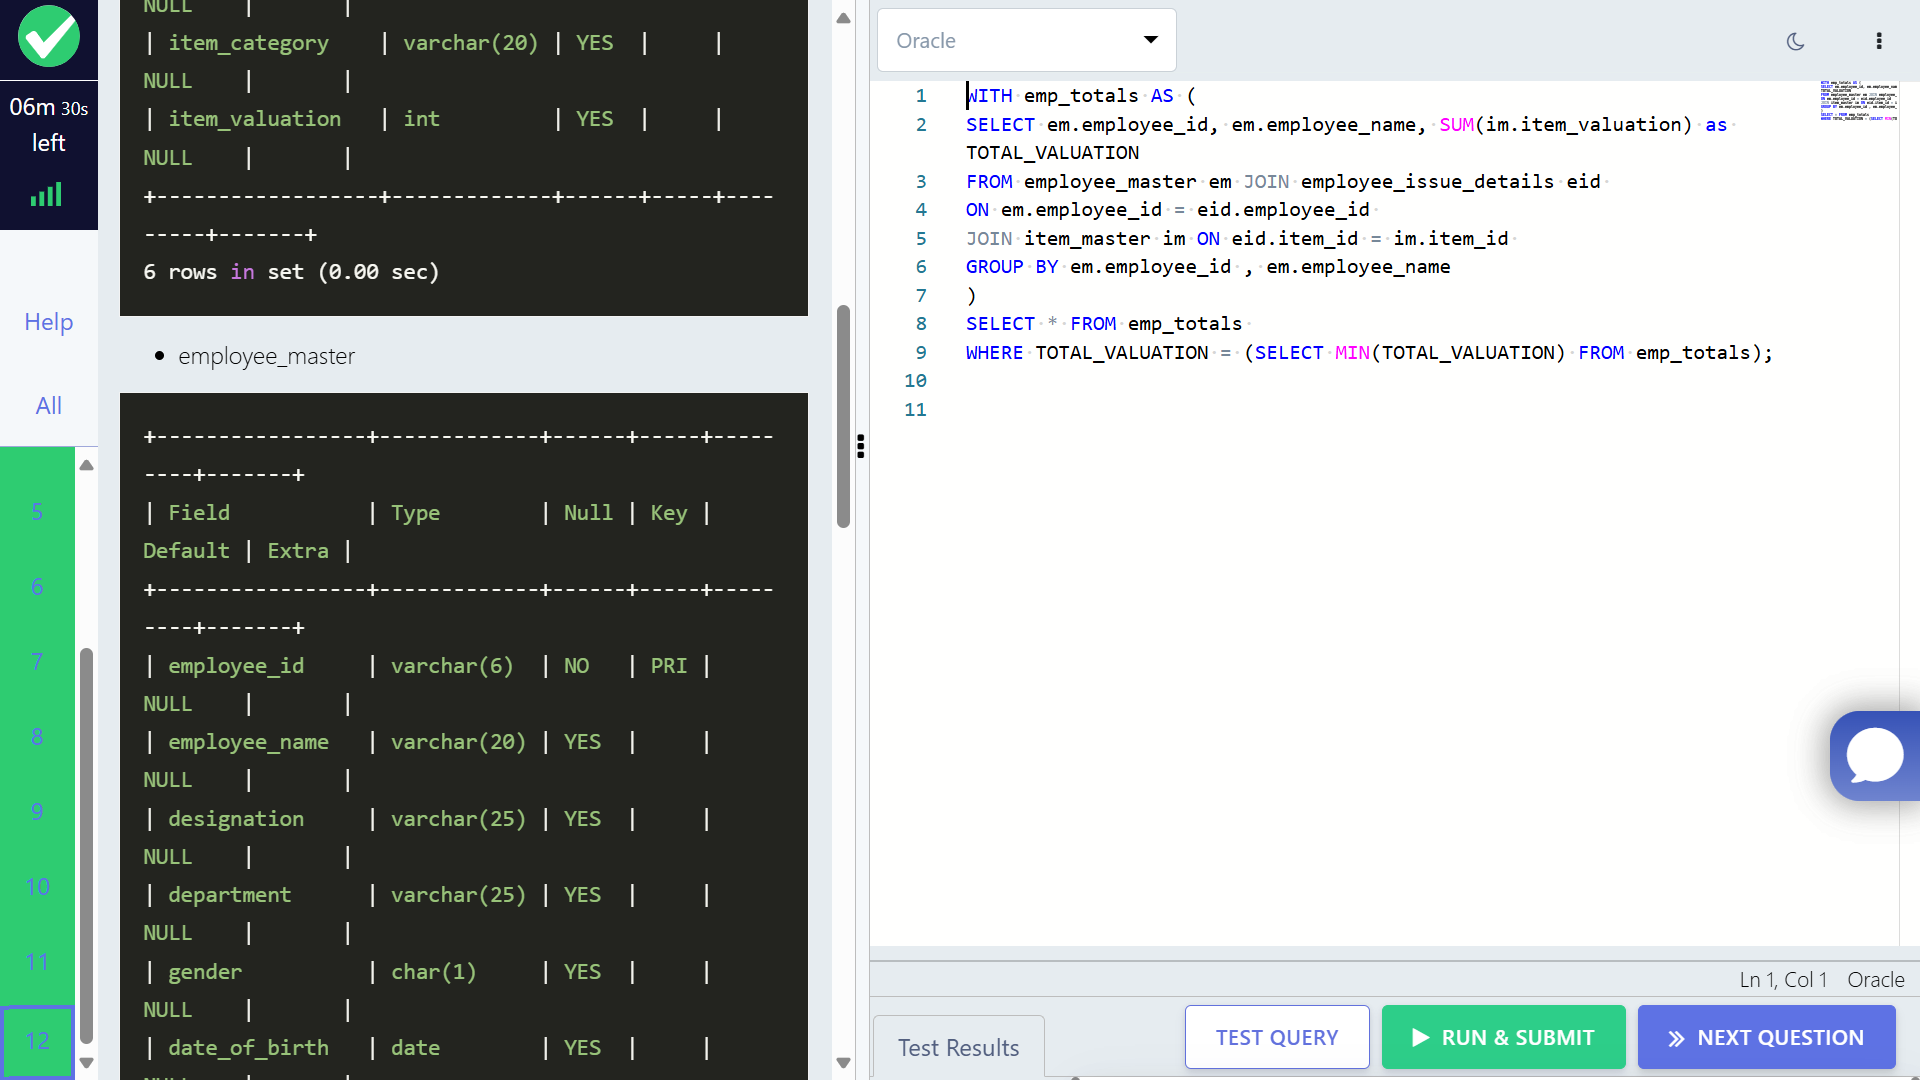 06m 30s
left
Help
All
5
6
7
8
9
10
11
12
NULL    |       |
| item_category    | varchar(20) | YES  |     |
NULL    |       |
| item_valuation   | int         | YES  |     |
NULL    |       |
+------------------+-------------+------+-----+----
-----+-------+
6 rows in set (0.00 sec)
• employee_master
+-----------------+-------------+------+-----+-----
----+-------+
| Field           | Type        | Null | Key |
Default | Extra |
+-----------------+-------------+------+-----+-----
----+-------+
| employee_id     | varchar(6)  | NO   | PRI |
NULL    |       |
| employee_name   | varchar(20) | YES  |     |
NULL    |       |
| designation     | varchar(25) | YES  |     |
NULL    |       |
| department      | varchar(25) | YES  |     |
NULL    |       |
| gender          | char(1)     | YES  |     |
NULL    |       |
| date_of_birth   | date        | YES  |     |
Oracle
1 WITH emp_totals AS (
2 SELECT em.employee_id, em.employee_name, SUM(im.item_valuation) as
TOTAL_VALUATION
3 FROM employee_master em JOIN employee_issue_details eid
4 ON em.employee_id = eid.employee_id
5 JOIN item_master im ON eid.item_id = im.item_id
6 GROUP BY em.employee_id , em.employee_name
7 )
8 SELECT * FROM emp_totals
9 WHERE TOTAL_VALUATION = (SELECT MIN(TOTAL_VALUATION) FROM emp_totals);
10
11
Ln 1, Col 1 Oracle
Test Results
TEST QUERY
RUN & SUBMIT
NEXT QUESTION